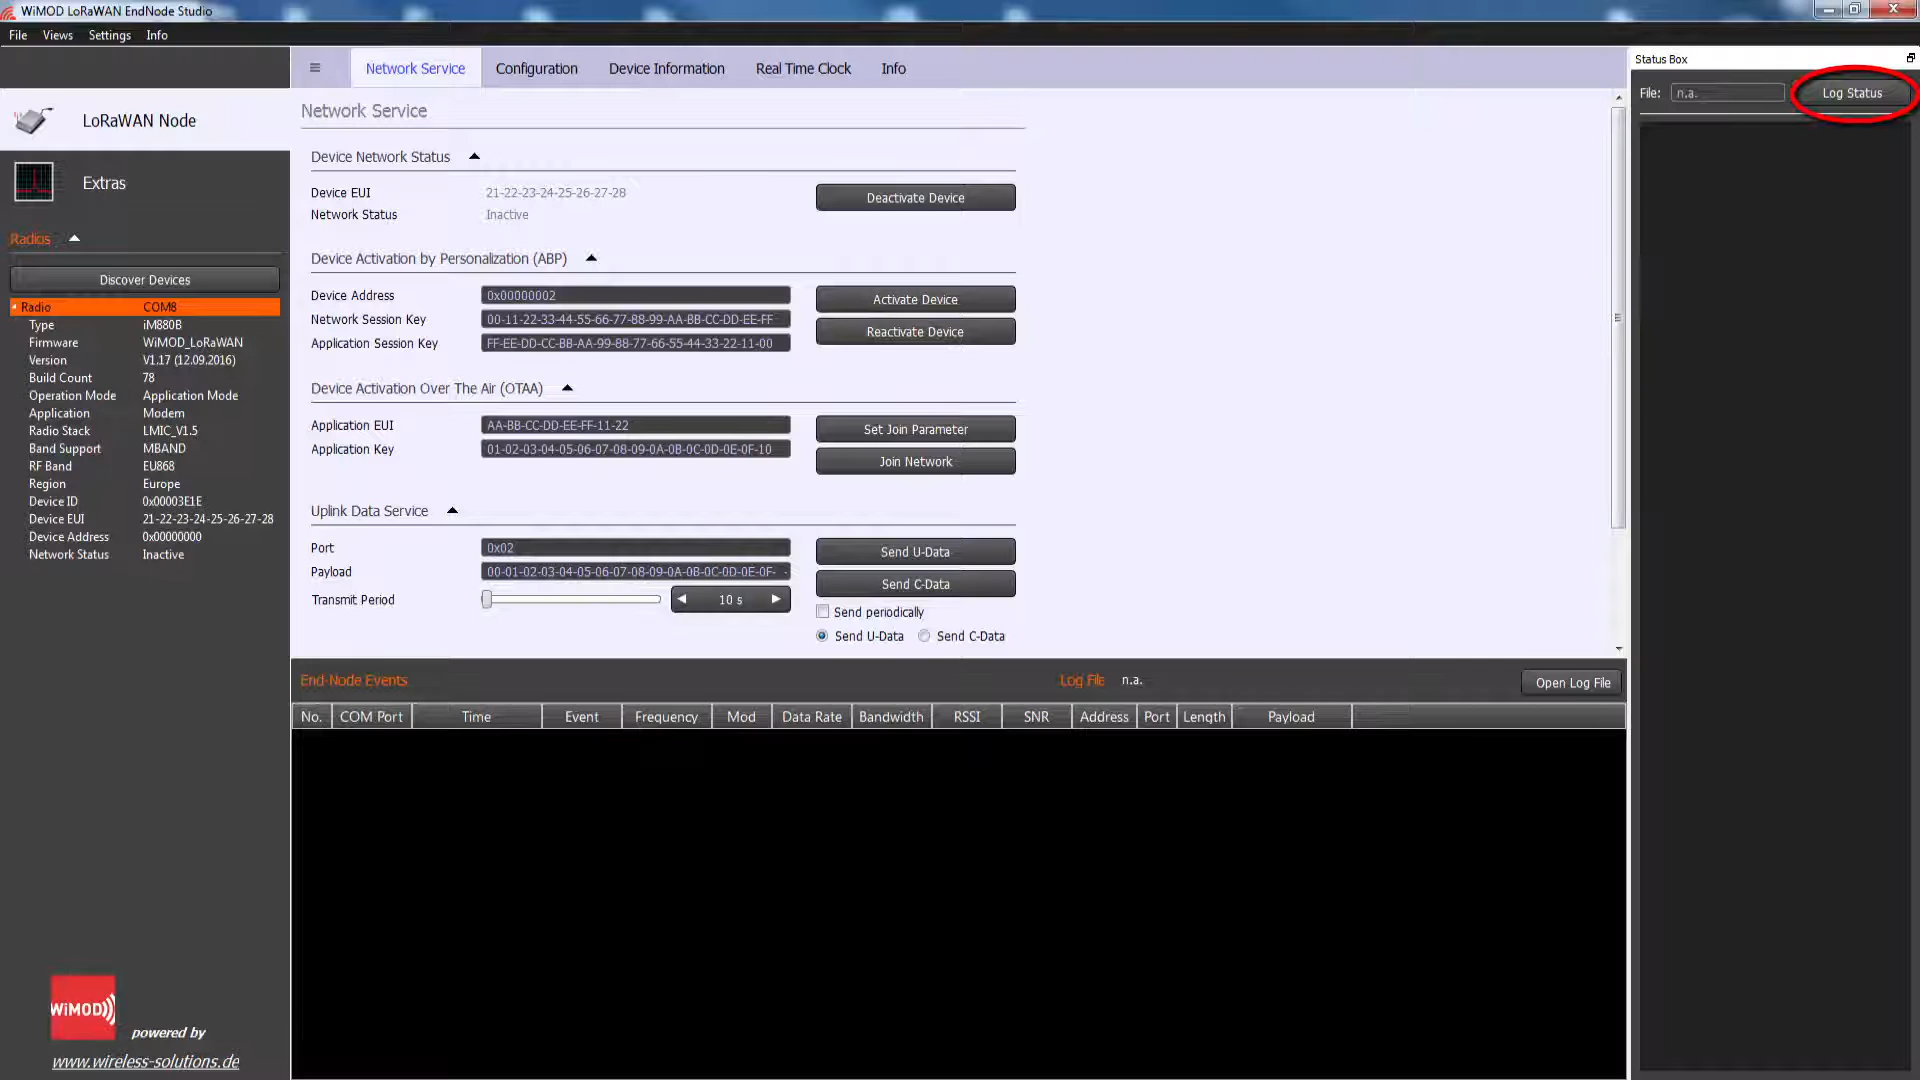 WiMOD LoRaWAN EndNode Studio
File Views Settings Info
LoRaWAN Node
Extras
Radios
Discover Devices
Radio COM8
Type iM880B
Firmware WiMOD_LoRaWAN
Version V1.17 (12.09.2016)
Build Count 78
Operation Mode Application Mode
Application Modem
Radio Stack LMIC_V1.5
Band Support MBAND
RF Band EU868
Region Europe
Device ID 0x00003E1E
Device EUI 21-22-23-24-25-26-27-28
Device Address 0x00000000
Network Status Inactive
WiMOD
powered by
www.wireless-solutions.de
Network Service Configuration Device Information Real Time Clock Info
Network Service
Device Network Status
Device EUI 21-22-23-24-25-26-27-28 Deactivate Device
Network Status Inactive
Device Activation by Personalization (ABP)
Device Address 0x00000002 Activate Device
Network Session Key 00-11-22-33-44-55-66-77-88-99-AA-BB-CC-DD-EE-FF
Reactivate Device
Application Session Key FF-EE-DD-CC-BB-AA-99-88-77-66-55-44-33-22-11-00
Device Activation Over The Air (OTAA)
Application EUI AA-BB-CC-DD-EE-FF-11-22 Set Join Parameter
Application Key 01-02-03-04-05-06-07-08-09-0A-0B-0C-0D-0E-0F-10 Join Network
Uplink Data Service
Port 0x02 Send U-Data
Payload 00-01-02-03-04-05-06-07-08-09-0A-0B-0C-0D-0E-0F-
Send C-Data
Transmit Period 10 s
Send periodically
Send U-Data Send C-Data
End-Node Events Log File n.a. Open Log File
No. COM Port Time Event Frequency Mod Data Rate Bandwidth RSSI SNR Address Port Length Payload
Status Box
File: n.a. Log Status